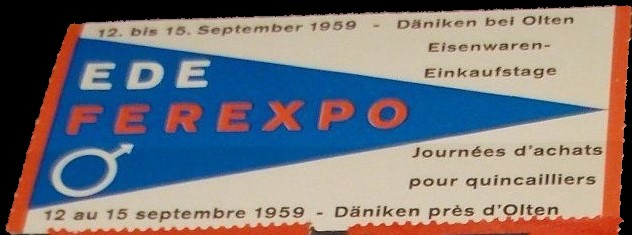 12. bis 15. September 1959 - Däniken bei Olten
Eisenwaren-
Einkaufstage
EDE
FEREXPO
Journées d'achats
pour quincailliers
12 au 15 septembre 1959 - Däniken près d'Olten